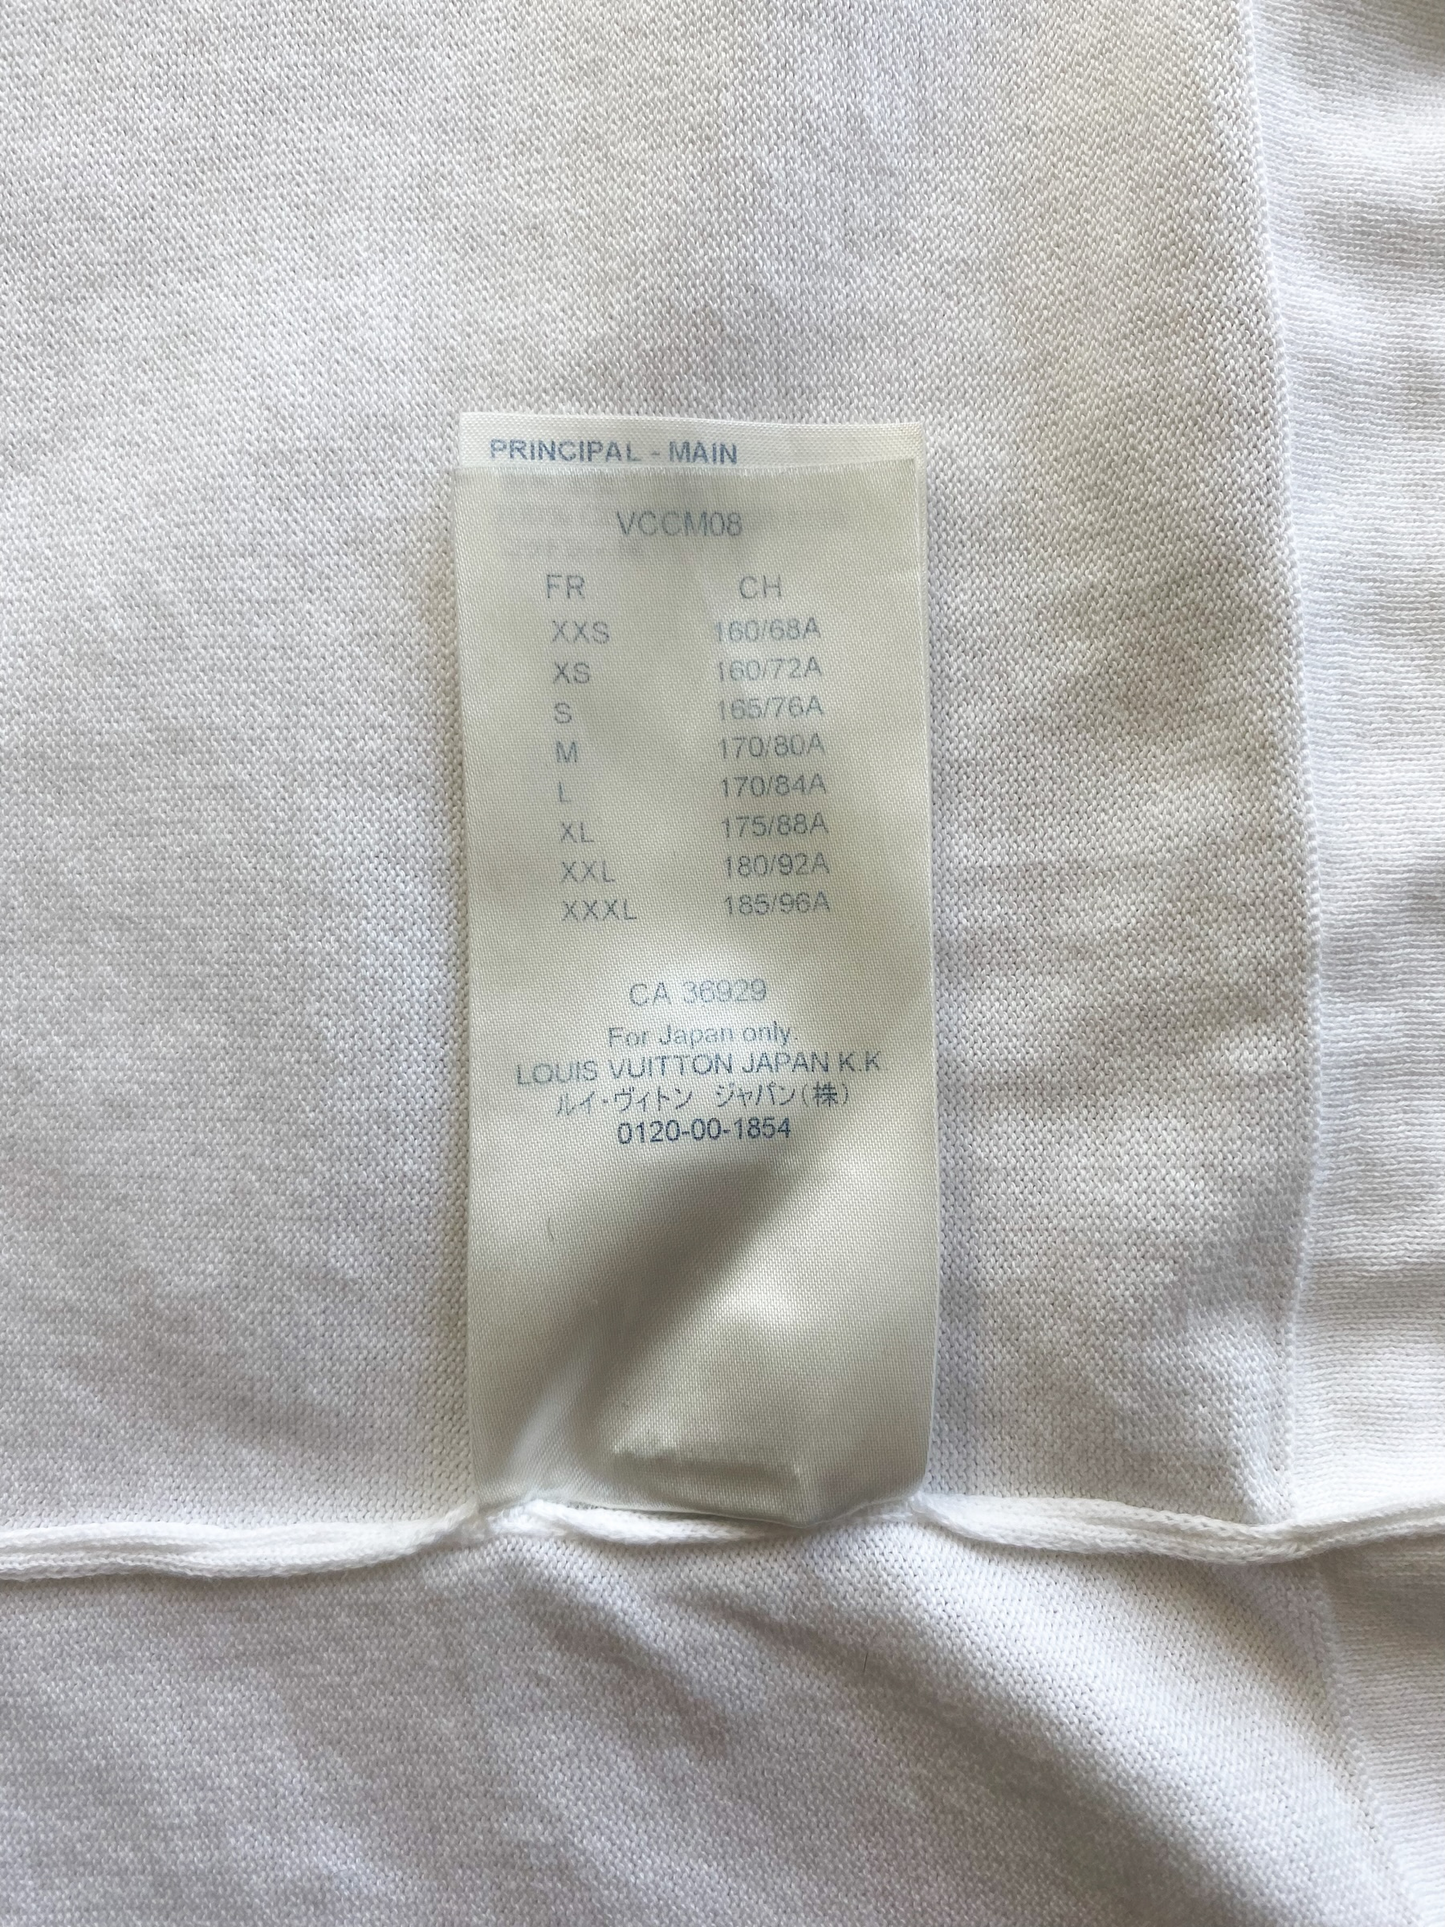 PRINCIPAL - MAIN
VCCM08
FR CH
XXS 160/68A
XS 160/72A
S 165/76A
M 170/80A
L 170/84A
XL 175/88A
XXL 180/92A
XXXL 185/96A
CA 36929
For Japan only.
LOUIS VUITTON JAPAN K.K
ルイ・ヴィトン ジャパン(株)
0120-00-1854